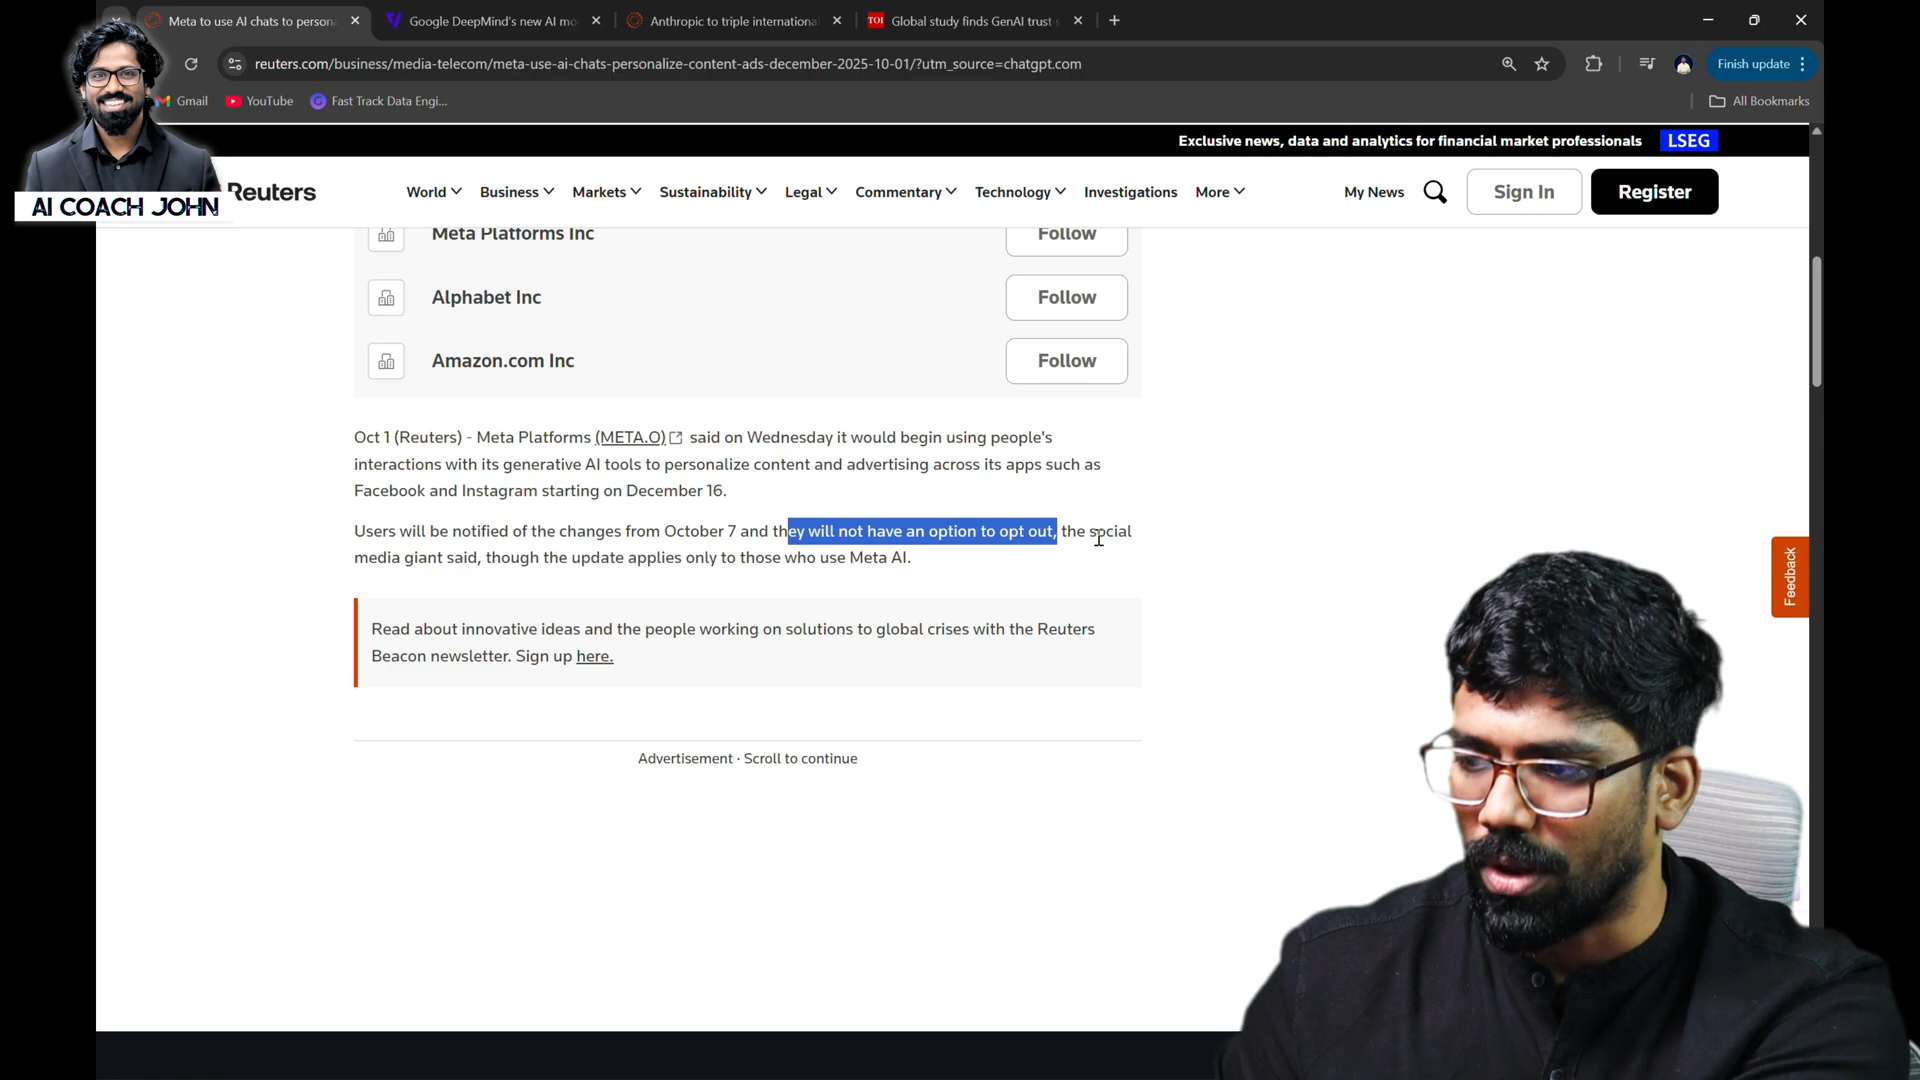 Meta to use AI chats to persona
Google DeepMind's new AI mo
Anthropic to triple international
TOI Global study finds GenAI trust s
reuters.com/business/media-telecom/meta-use-ai-chats-personalize-content-ads-december-2025-10-01/?utm_source=chatgpt.com
Finish update
Gmail
YouTube
Fast Track Data Engi...
All Bookmarks
Exclusive news, data and analytics for financial market professionals LSEG
AI COACH JOHN
Reuters
World
Business
Markets
Sustainability
Legal
Commentary
Technology
Investigations
More
My News
Sign In
Register
Meta Platforms Inc
Follow
Alphabet Inc
Follow
Amazon.com Inc
Follow
Oct 1 (Reuters) - Meta Platforms (META.O) said on Wednesday it would begin using people's
interactions with its generative AI tools to personalize content and advertising across its apps such as
Facebook and Instagram starting on December 16.
Users will be notified of the changes from October 7 and they will not have an option to opt out, the social
media giant said, though the update applies only to those who use Meta AI.
Feedback
Read about innovative ideas and the people working on solutions to global crises with the Reuters
Beacon newsletter. Sign up here.
Advertisement · Scroll to continue